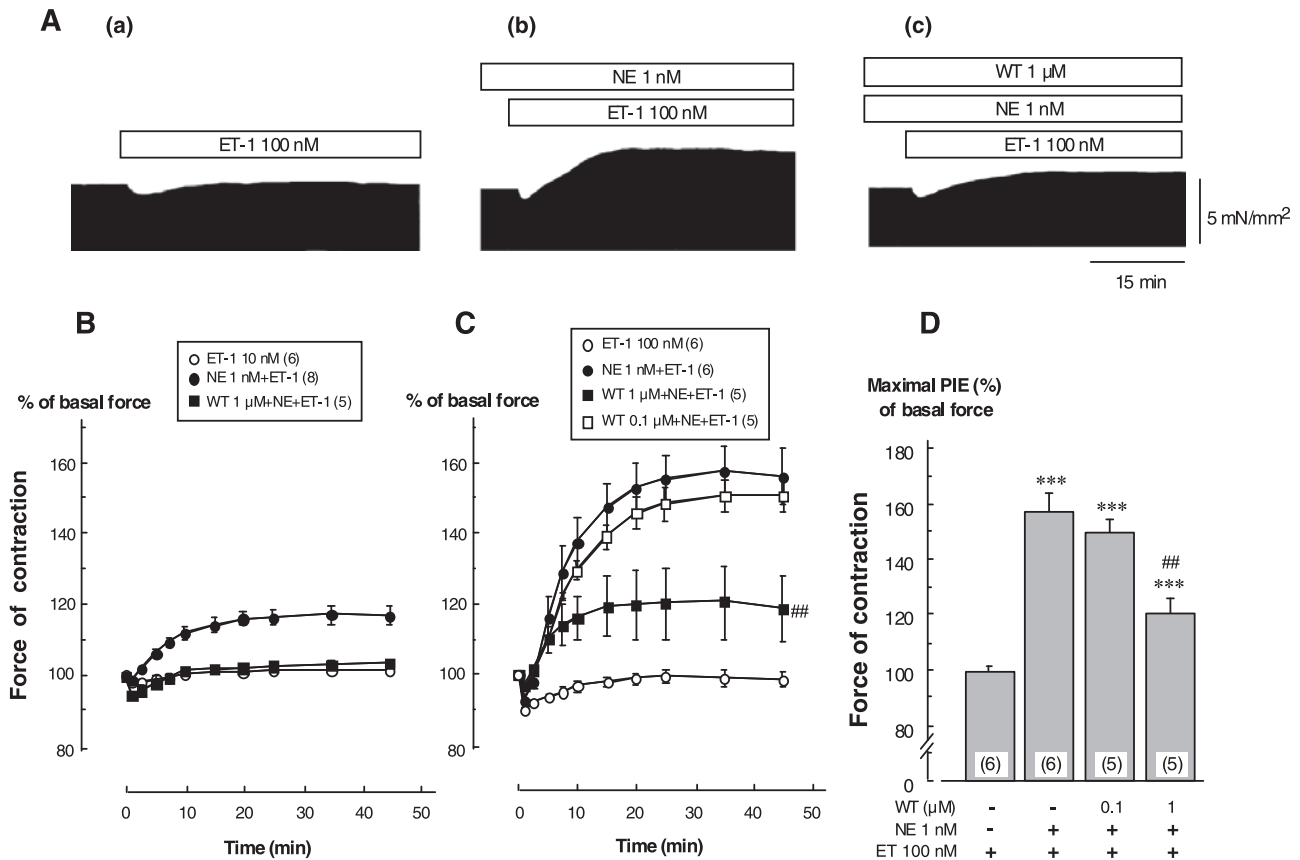 A
(a)
(b)
(c)
ET-1 100 nM
NE 1 nM
ET-1 100 nM
WT 1 µM
NE 1 nM
ET-1 100 nM
5 mN/mm²
15 min
B
ET-1 10 nM (6)
NE 1 nM+ET-1 (8)
WT 1 µM+NE+ET-1 (5)
% of basal force
Force of contraction
160
140
120
100
80
0
10
20
30
40
50
Time (min)
C
ET-1 100 nM (6)
NE 1 nM+ET-1 (6)
WT 1 µM+NE+ET-1 (5)
WT 0.1 µM+NE+ET-1 (5)
% of basal force
160
140
120
100
80
##
0
10
20
30
40
50
Time (min)
D
Maximal PIE (%)
of basal force
Force of contraction
180
160
140
120
100
80
0
***
***
##
***
(6)
(6)
(5)
(5)
WT (µM) - - 0.1 1
NE 1 nM - + + +
ET 100 nM + + + +